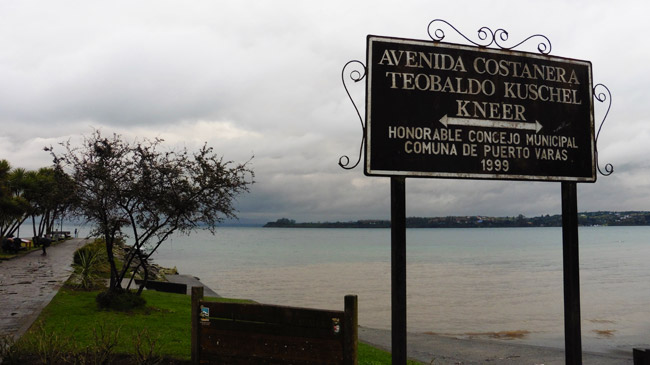 AVENIDA COSTANERA
TEOBALDO KUSCHEL
KNEER
HONORABLE CONCEJO MUNICIPAL
COMUNA DE PUERTO VARAS
1999